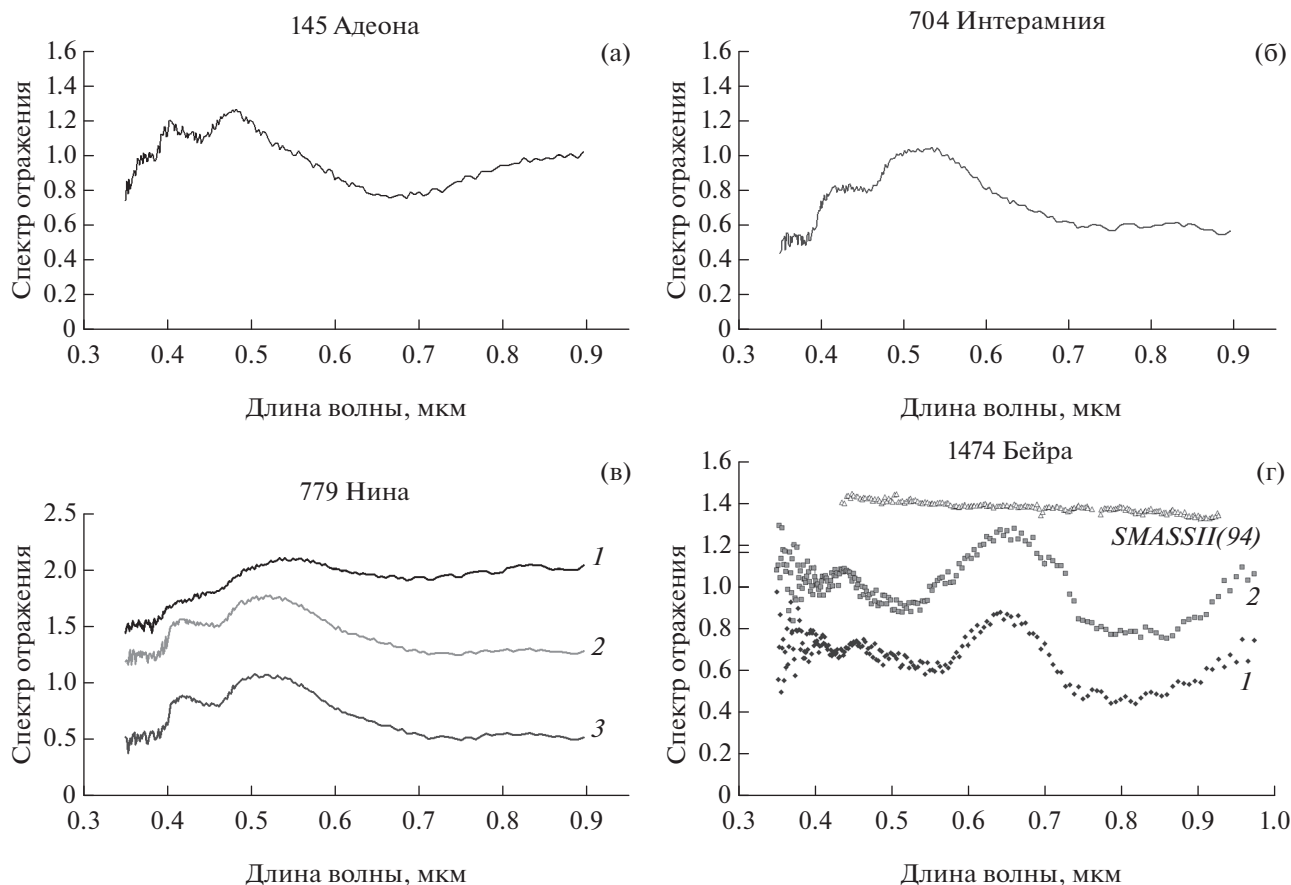 145 Адеона
(а)
1.6
1.4
1.2
1.0
0.8
0.6
0.4
0.2
0
Спектр отражения
0.3 0.4 0.5 0.6 0.7 0.8 0.9
Длина волны, мкм
704 Интерамния
(б)
1.6
1.4
1.2
1.0
0.8
0.6
0.4
0.2
0
Спектр отражения
0.3 0.4 0.5 0.6 0.7 0.8 0.9
Длина волны, мкм
779 Нина
(в)
2.5
2.0
1.5
1.0
0.5
0
Спектр отражения
1
2
3
0.3 0.4 0.5 0.6 0.7 0.8 0.9
Длина волны, мкм
1474 Бейра
(г)
1.6
1.4
1.2
1.0
0.8
0.6
0.4
0.2
0
Спектр отражения
SMASSII(94)
2
1
0.3 0.4 0.5 0.6 0.7 0.8 0.9 1.0
Длина волны, мкм